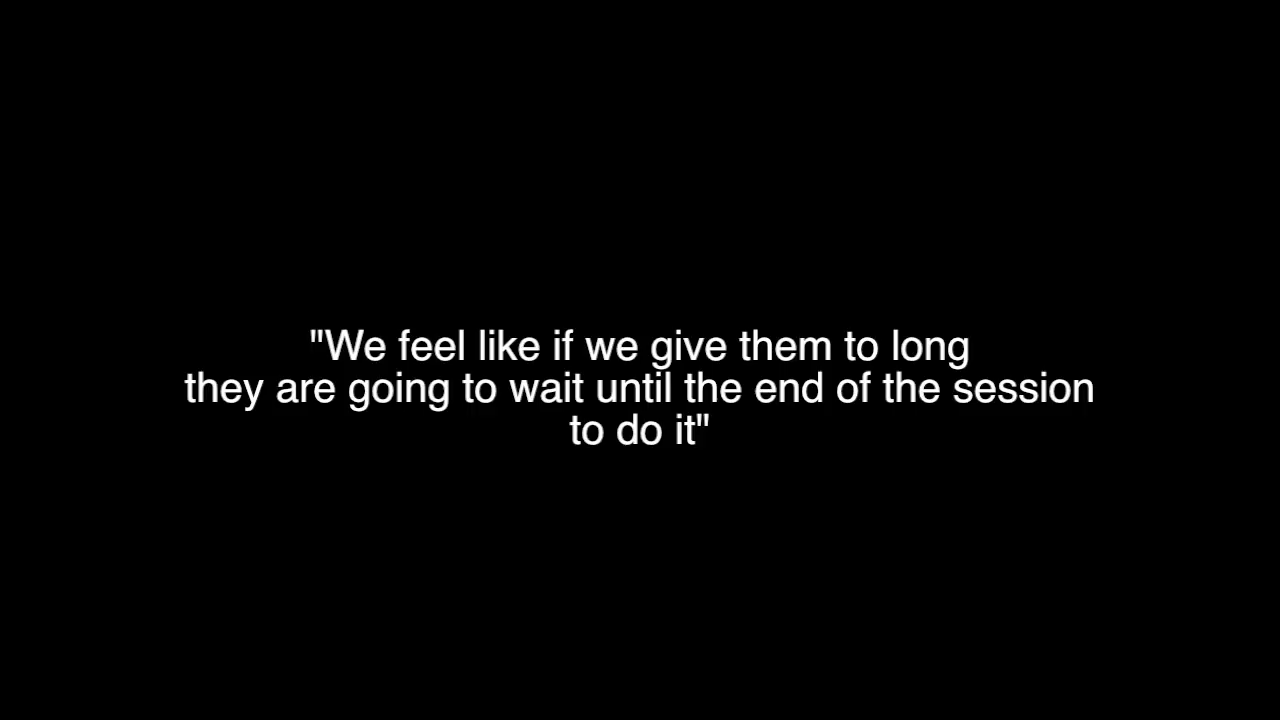 "We feel like if we give them to long
they are going to wait until the end of the session
to do it"